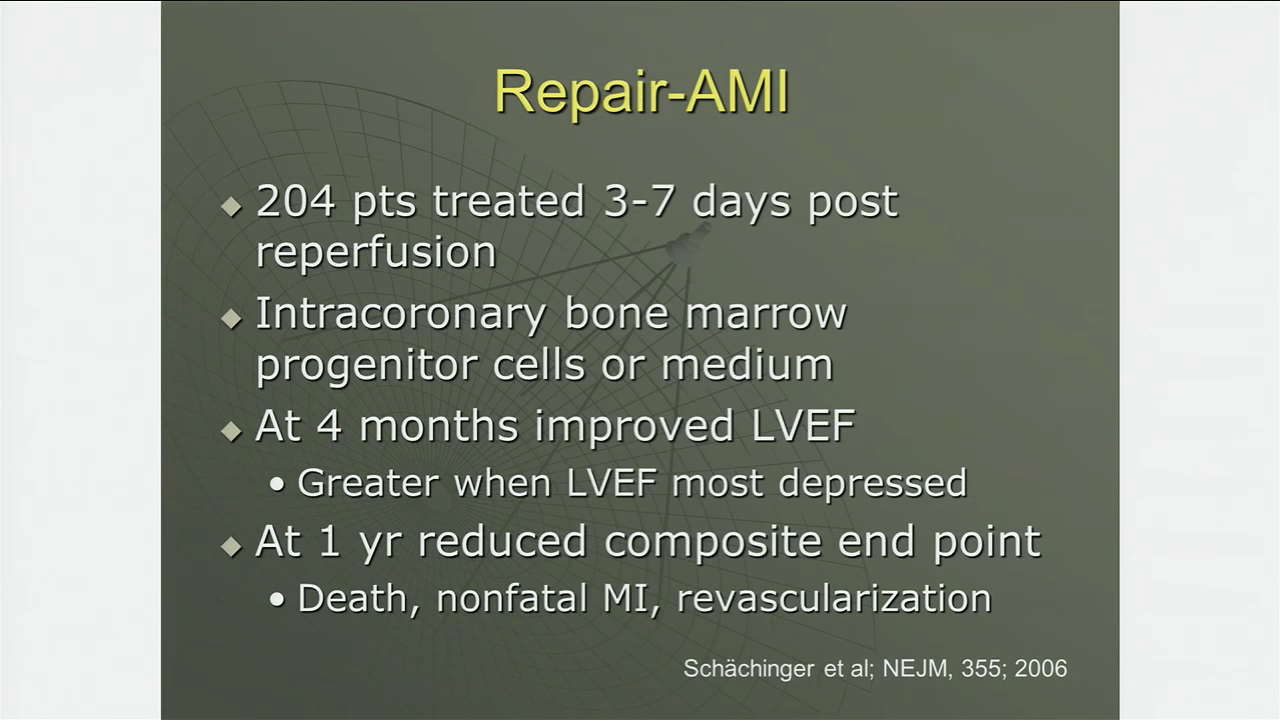 Repair-AMI
204 pts treated 3-7 days post
reperfusion
Intracoronary bone marrow
progenitor cells or medium
At 4 months improved LVEF
• Greater when LVEF most depressed
At 1 yr reduced composite end point
• Death, nonfatal MI, revascularization
Schächinger et al; NEJM, 355; 2006